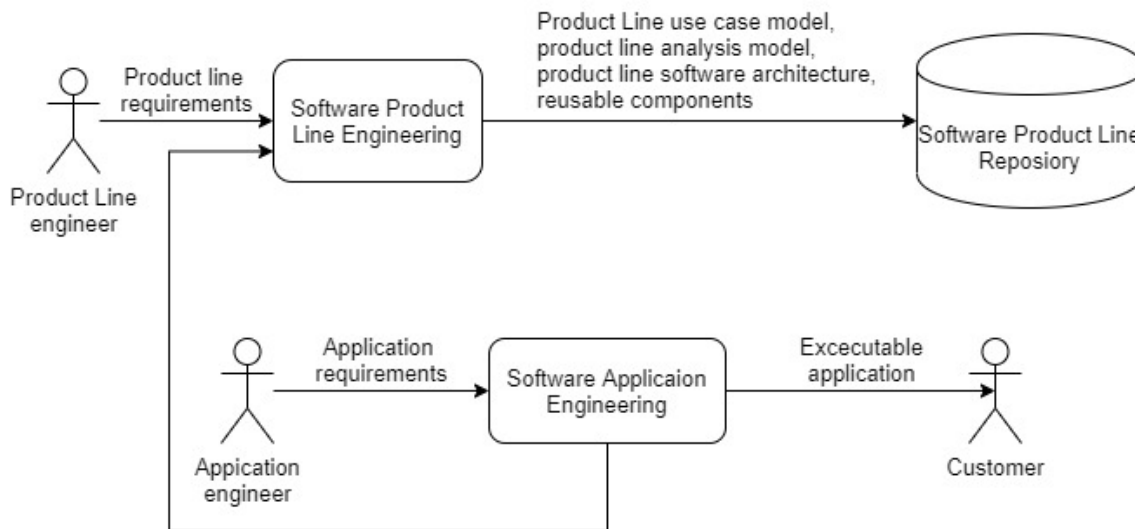 Product Line use case model,
product line analysis model,
product line software architecture,
reusable components
Product line
requirements
Software Product
Line Engineering
Software Product Line
Reposiory
Product Line
engineer
Application
requirements
Software Applicaion
Engineering
Excecutable
application
Appication
engineer
Customer